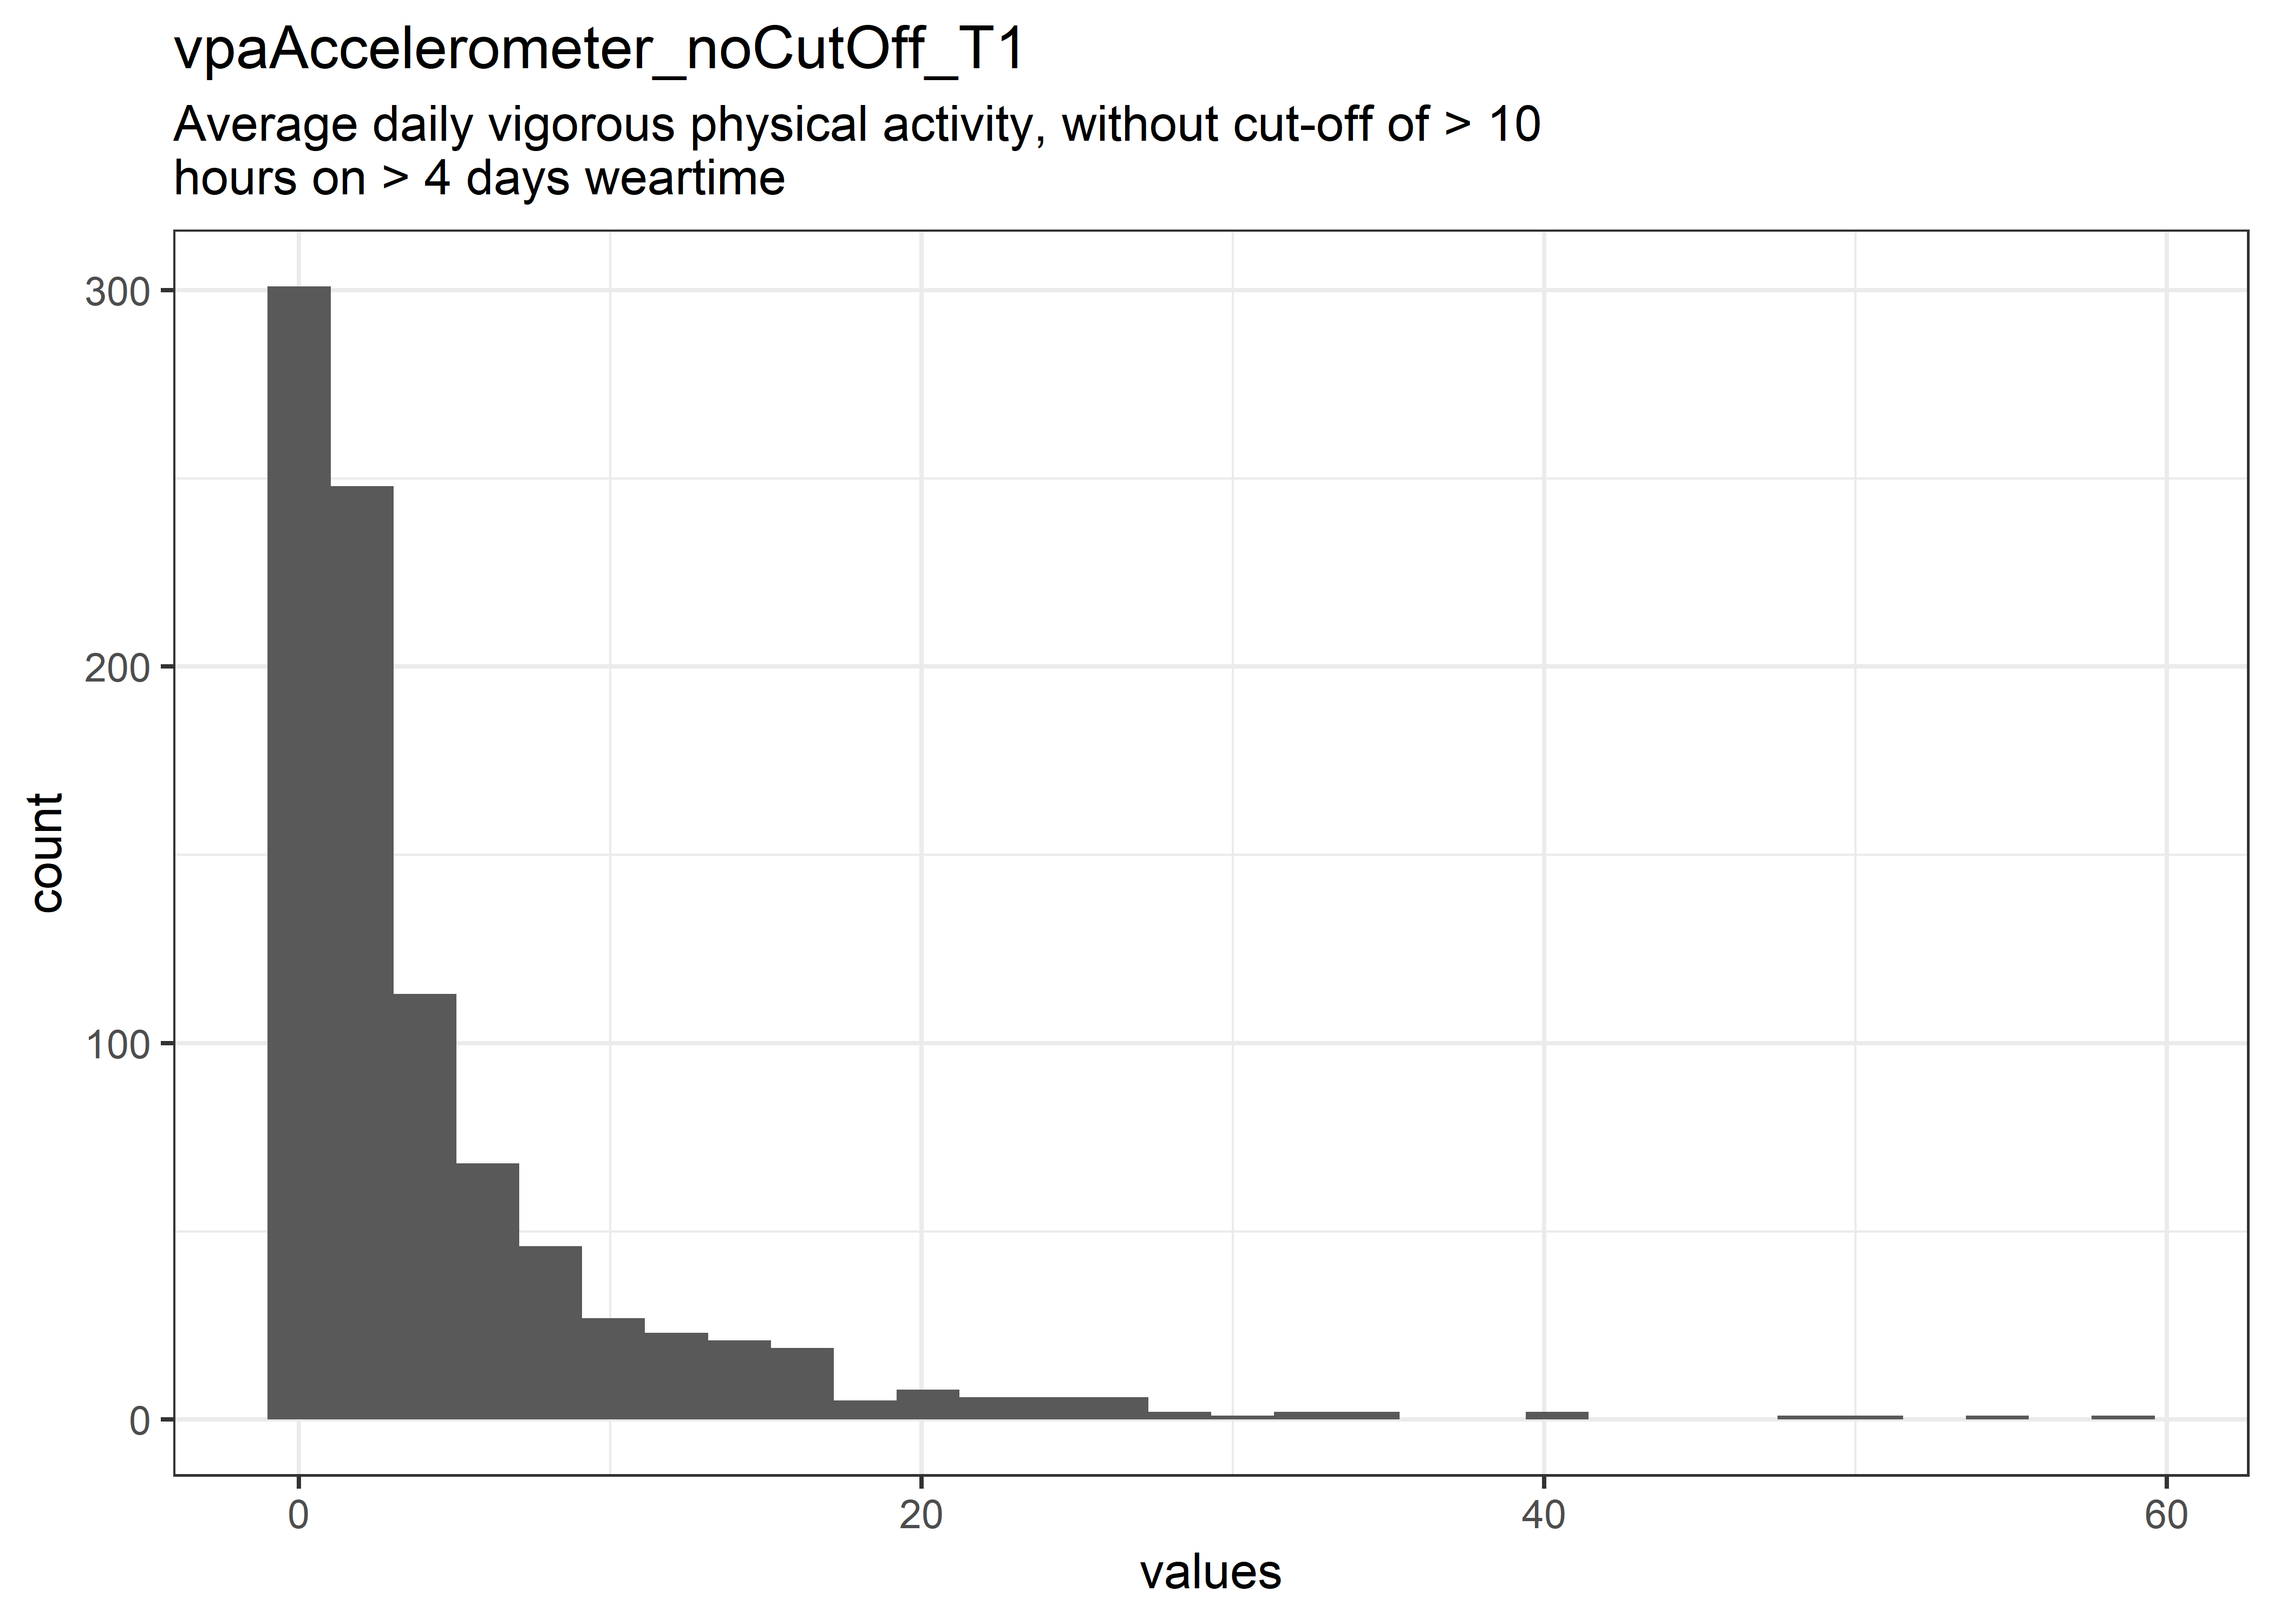 vpaAccelerometer_noCutOff_T1
Average daily vigorous physical activity, without cut-off of > 10
hours on > 4 days weartime
300
200
100
0
count
0 20 40 60
values